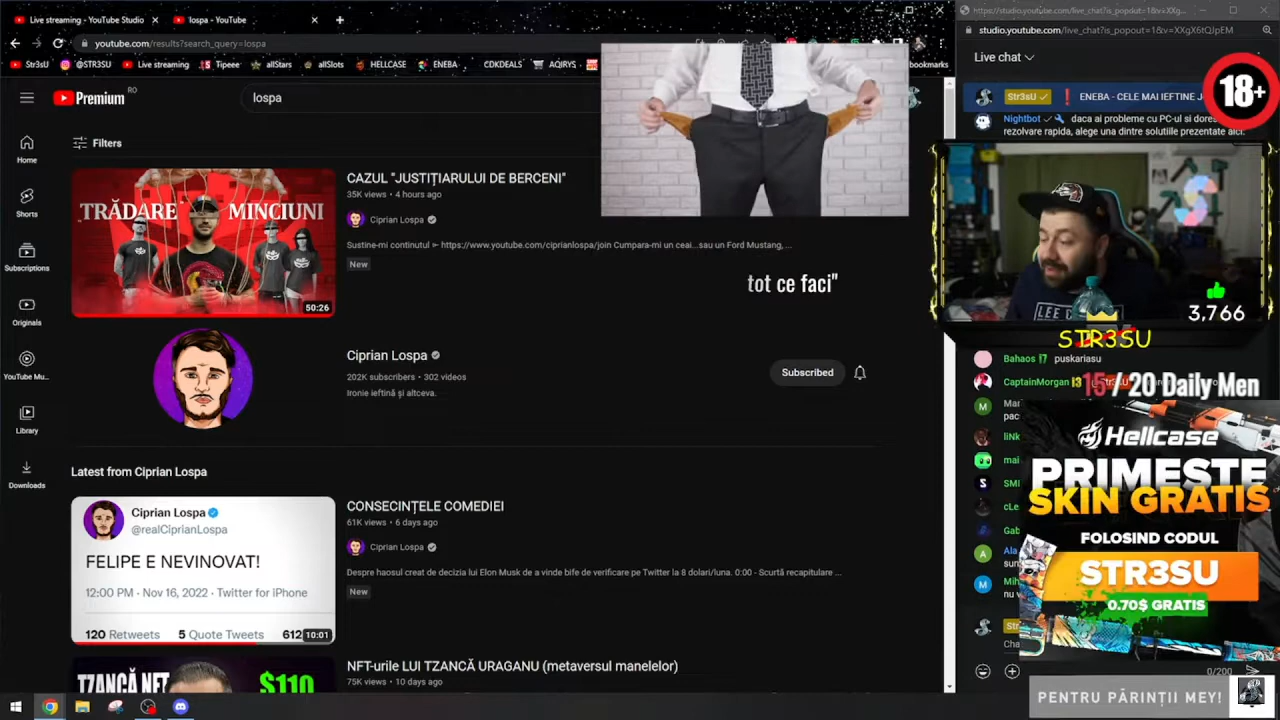 Live streaming - YouTube Studio
lospa - YouTube
youtube.com/results?search_query=lospa
Str3sU
@STR3SU
Live streaming
Tipeee
allStars
allSlots
HELLCASE
ENEBA
CDKDEALS
AQIRYS
bookmarks
Premium RO
lospa
Filters
Home
Shorts
Subscriptions
Originals
YouTube Mu...
Library
Downloads
TRĂDARE MINCIUNI
50:26
CAZUL "JUSTIȚIARULUI DE BERCENI"
35K views • 4 hours ago
Ciprian Lospa
Sustine-mi continutul ➢ https://www.youtube.com/ciprianlospa/join Cumpara-mi un ceai...sau un Ford Mustang, ...
New
tot ce faci"
Ciprian Lospa
202K subscribers • 302 videos
Ironie ieftină și altceva.
Subscribed
Latest from Ciprian Lospa
Ciprian Lospa
@realCiprianLospa
FELIPE E NEVINOVAT!
12:00 PM · Nov 16, 2022 · Twitter for iPhone
120 Retweets 5 Quote Tweets 612
10:01
CONSECINȚELE COMEDIEI
61K views • 6 days ago
Ciprian Lospa
Despre haosul creat de decizia lui Elon Musk de a vinde bife de verificare pe Twitter la 8 dolari/luna. 0:00 - Scurtă recapitulare ...
New
TZANCĂ NFT
$110
NFT-urile LUI TZANCĂ URAGANU (metaversul manelelor)
75K views • 10 days ago
https://studio.youtube.com/live_chat?is_popout=1&v=XXg...
studio.youtube.com/live_chat?is_popout=1&v=XXgX6tQJpEM
Live chat
18+
Str3sU ENEBA - CELE MAI IEFTINE J
Nightbot daca ai probleme cu PC-ul si dores
rezolvare rapida, alege una dintre solutiile prezentate aici.
3,766
STR3SU
Bahaos puskariasu
CaptainMorgan
15 / 20 Daily Men
Hellcase
PRIMESTE
SKIN GRATIS
FOLOSIND CODUL
STR3SU
0.70$ GRATIS
0/200
PENTRU PĂRINȚII MEY!